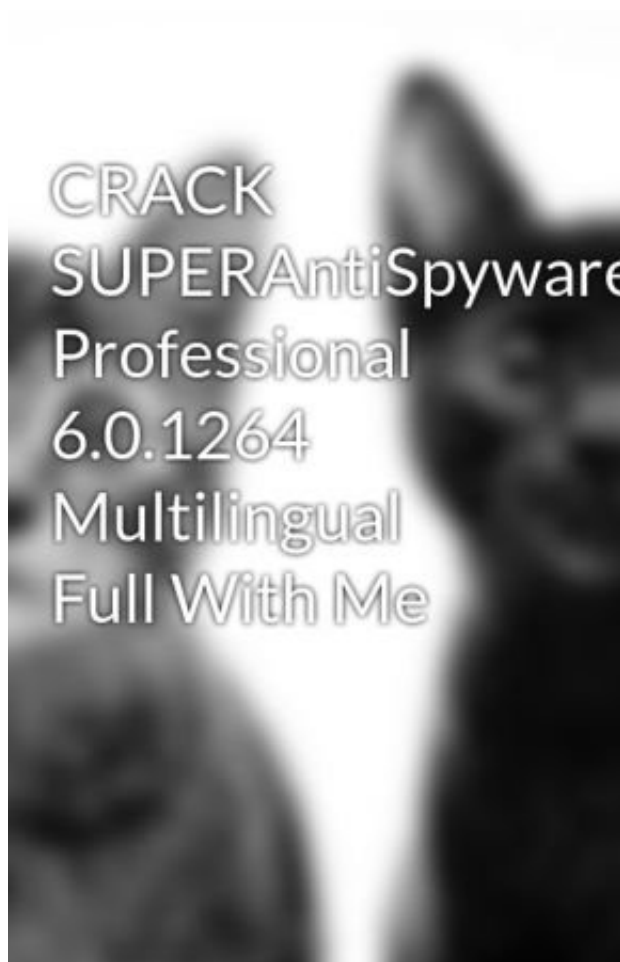 CRACK
SUPERAntiSpyware
Professional
6.0.1264
Multilingual
Full With Me